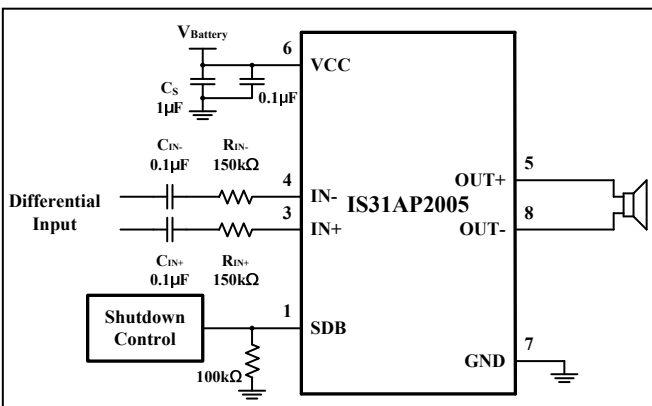 VBattery
6
VCC
CS
1µF
0.1µF
CIN-
0.1µF
RIN-
150kΩ
4
IN-
Differential
Input
3
IN+
CIN+
0.1µF
RIN+
150kΩ
IS31AP2005
5
OUT+
8
OUT-
Shutdown
Control
1
SDB
100kΩ
7
GND